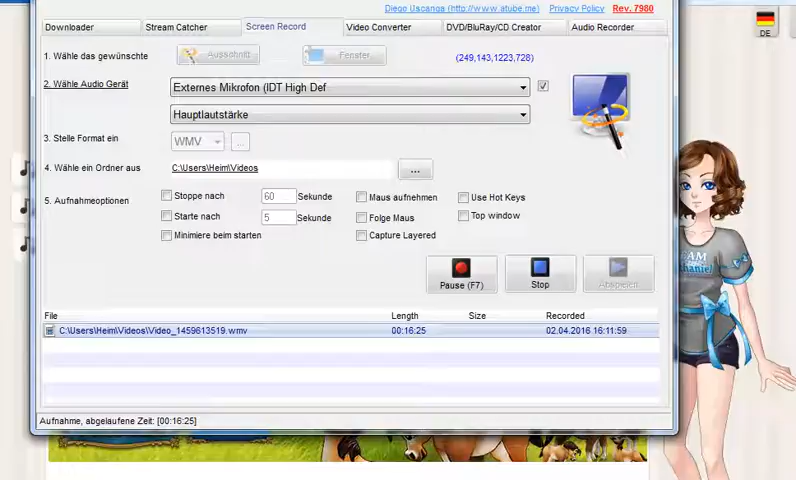 Diego Uscanga (http://www.atube.me) Privacy Policy Rev. 7980
Downloader Stream Catcher Screen Record Video Converter DVD/BluRay/CD Creator Audio Recorder
DE
1. Wähle das gewünschte Ausschnitt Fenster (249,143,1223,728)
2. Wähle Audio Gerät Externes Mikrofon (IDT High Def
Hauptlautstärke
3. Stelle Format ein WMV ...
4. Wähle ein Ordner aus C:\Users\Heim\Videos ...
5. Aufnahmeoptionen Stoppe nach 60 Sekunde Maus aufnehmen Use Hot Keys
Starte nach 5 Sekunde Folge Maus Top window
Minimiere beim starten Capture Layered
Pause (F7) Stop Abspielen
File Length Size Recorded
C:\Users\Heim\Videos\Video_1459613519.wmv 00:16:25 02.04.2016 16:11:59
Aufnahme, abgelaufene Zeit: [00:16:25]